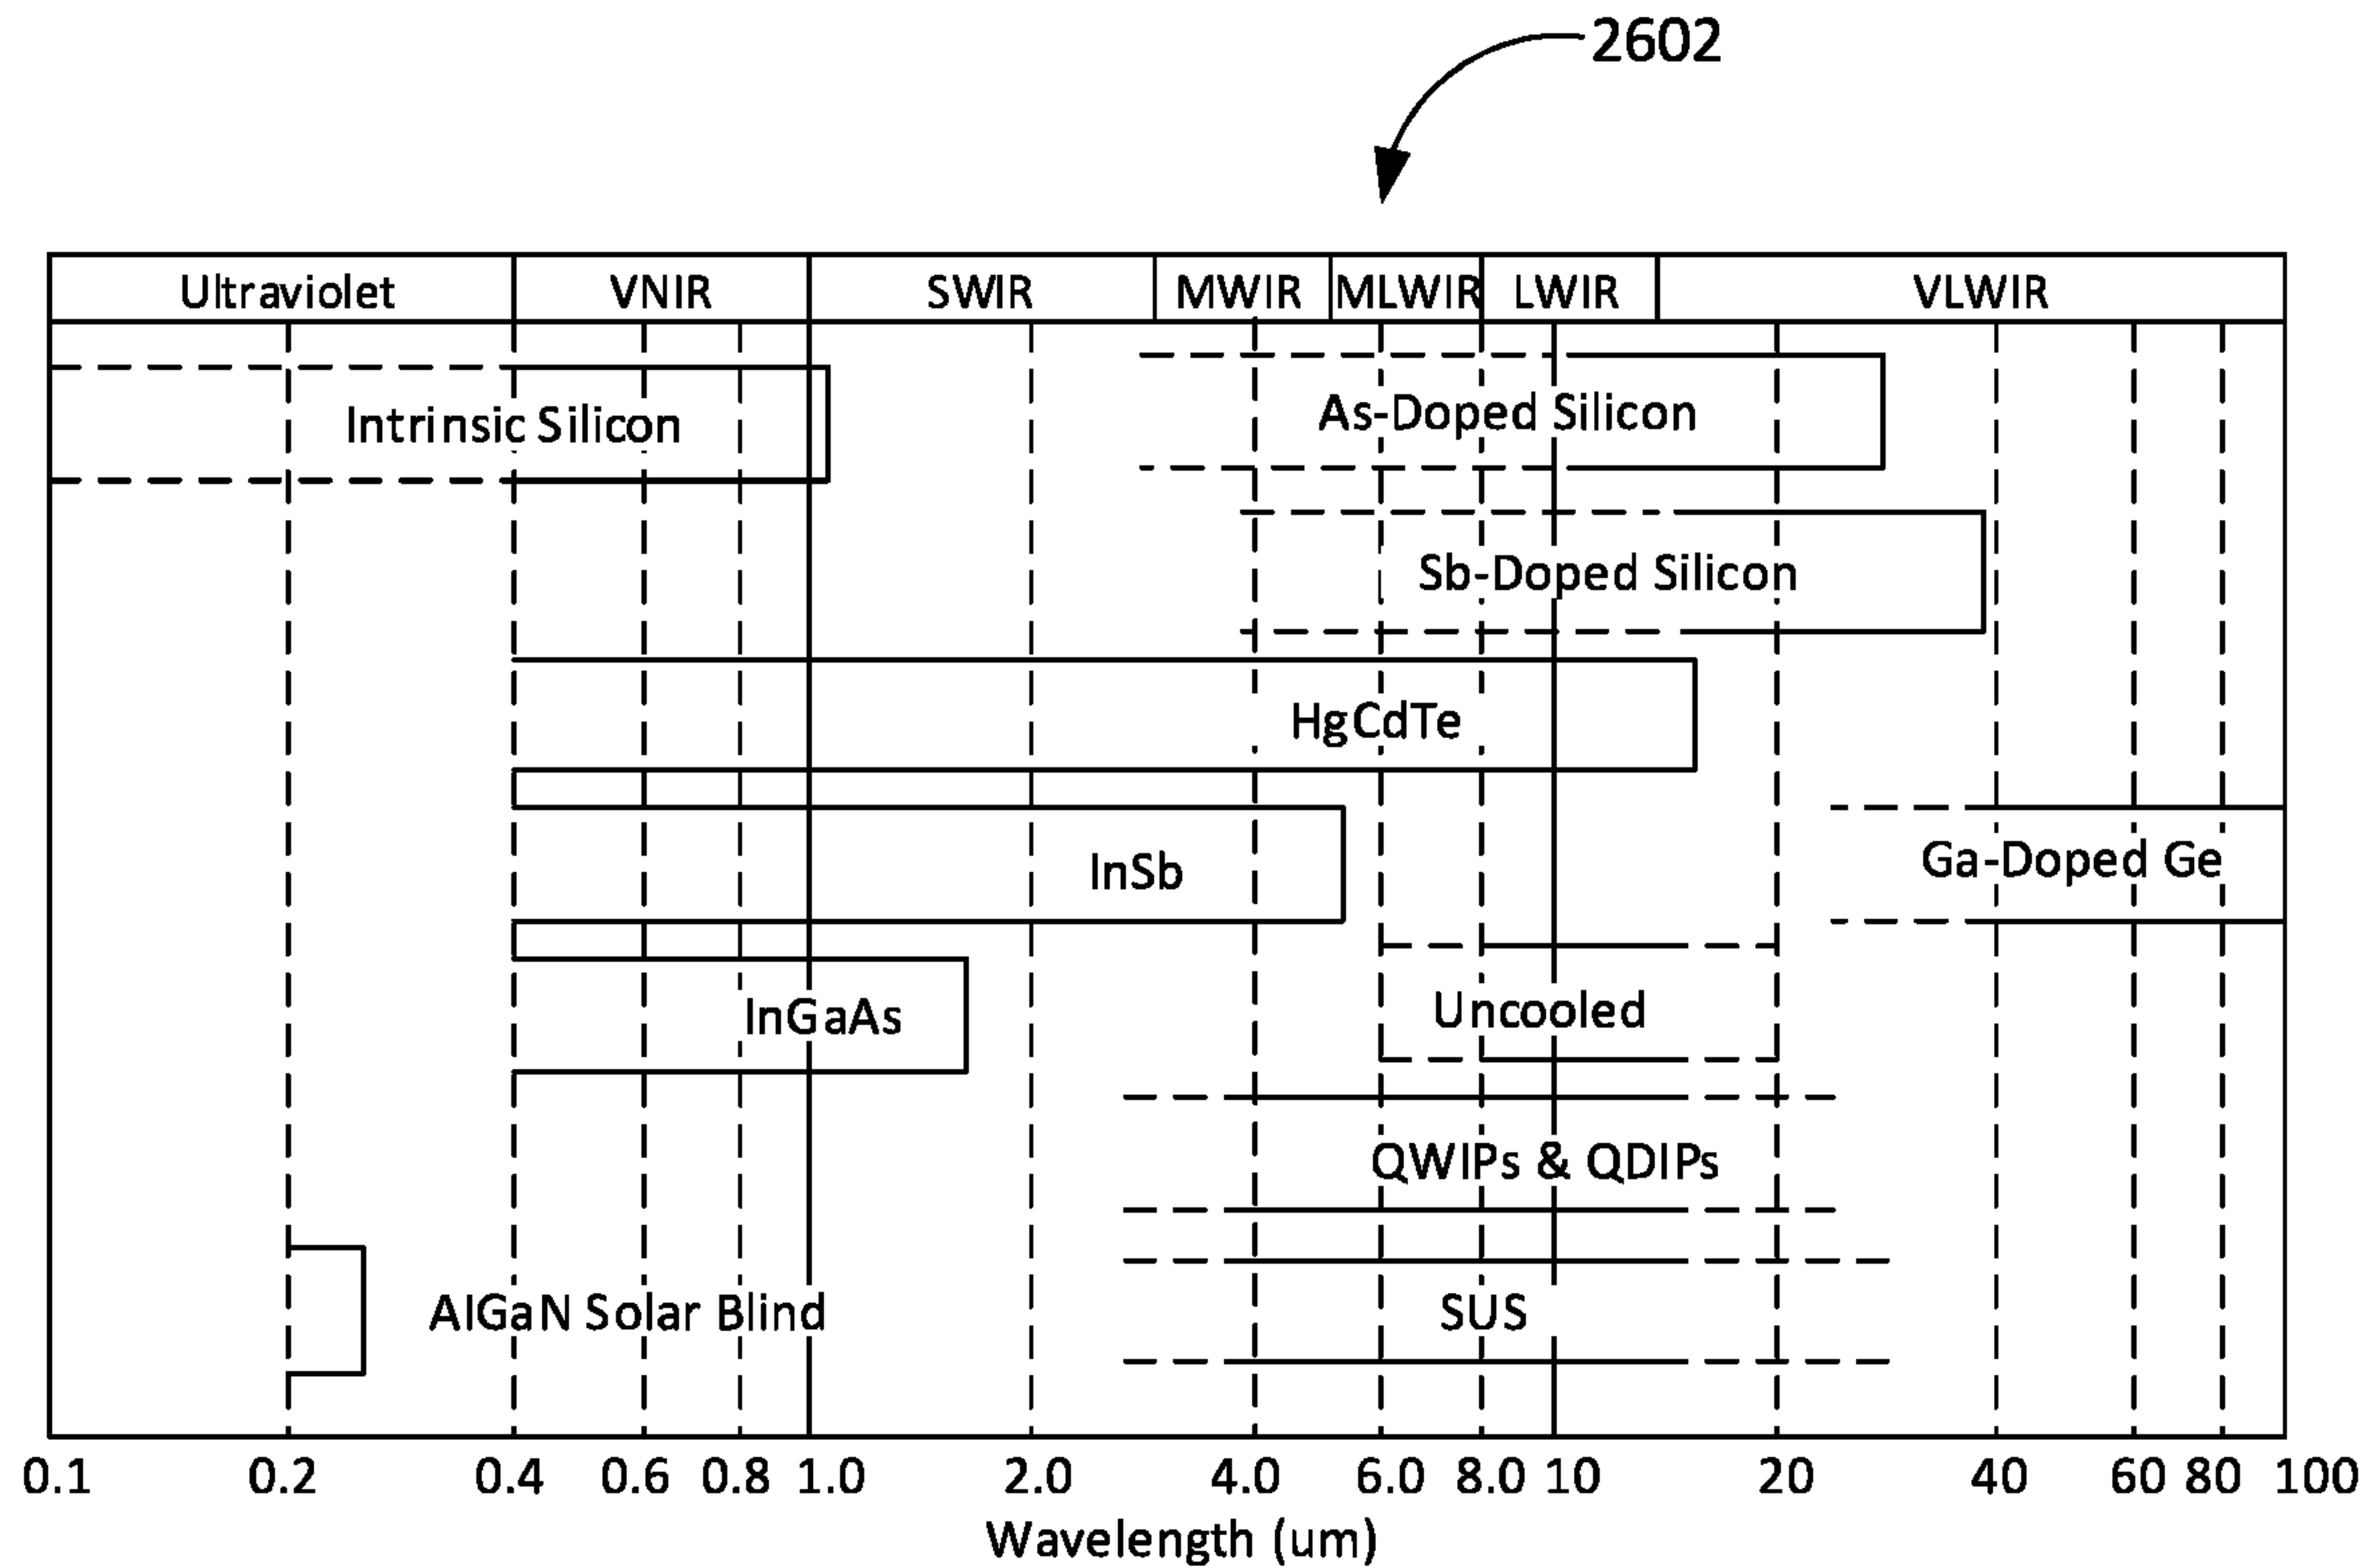 2602
Ultraviolet VNIR SWIR MWIR MLWIR LWIR VLWIR
Intrinsic Silicon
As-Doped Silicon
Sb-Doped Silicon
HgCdTe
InSb
Ga-Doped Ge
InGaAs
Uncooled
QWIPs & QDIPs
AlGaN Solar Blind
SUS
0.1 0.2 0.4 0.6 0.8 1.0 2.0 4.0 6.0 8.0 10 20 40 60 80 100
Wavelength (um)